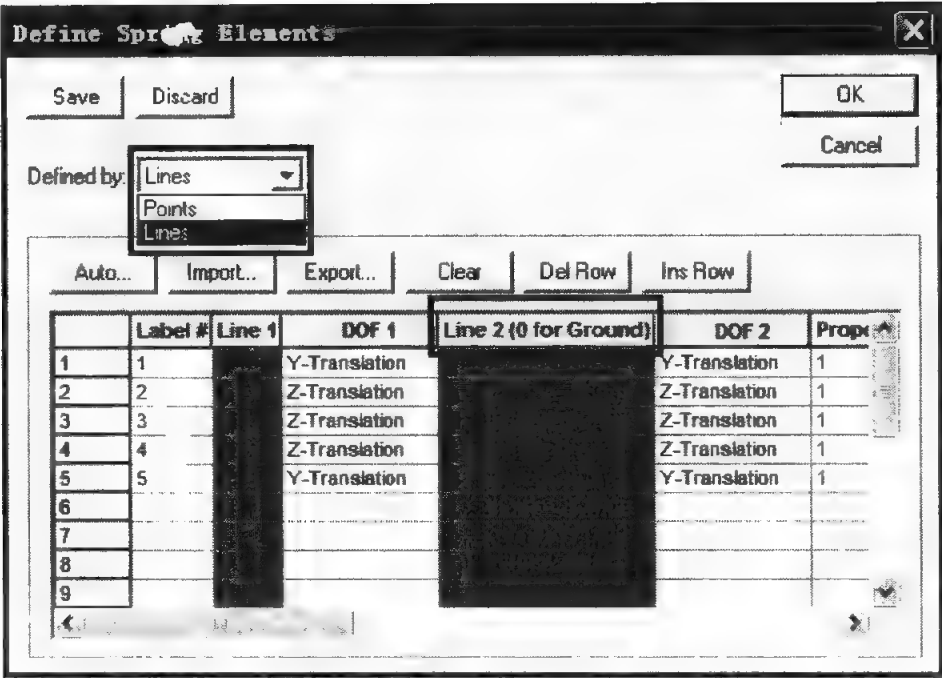 Define Spring Elements
Save
Discard
OK
Cancel
Defined by: Lines
Points
Lines
Auto...
Import...
Export...
Clear
Del Row
Ins Row
Label # Line 1 DOF 1 Line 2 (0 for Ground) DOF 2
1 1 Y-Translation Y-Translation 1
2 2 Z-Translation Z-Translation 1
3 3 Z-Translation Z-Translation 1
4 4 Z-Translation Z-Translation 1
5 5 Y-Translation Y-Translation 1
6
7
8
9